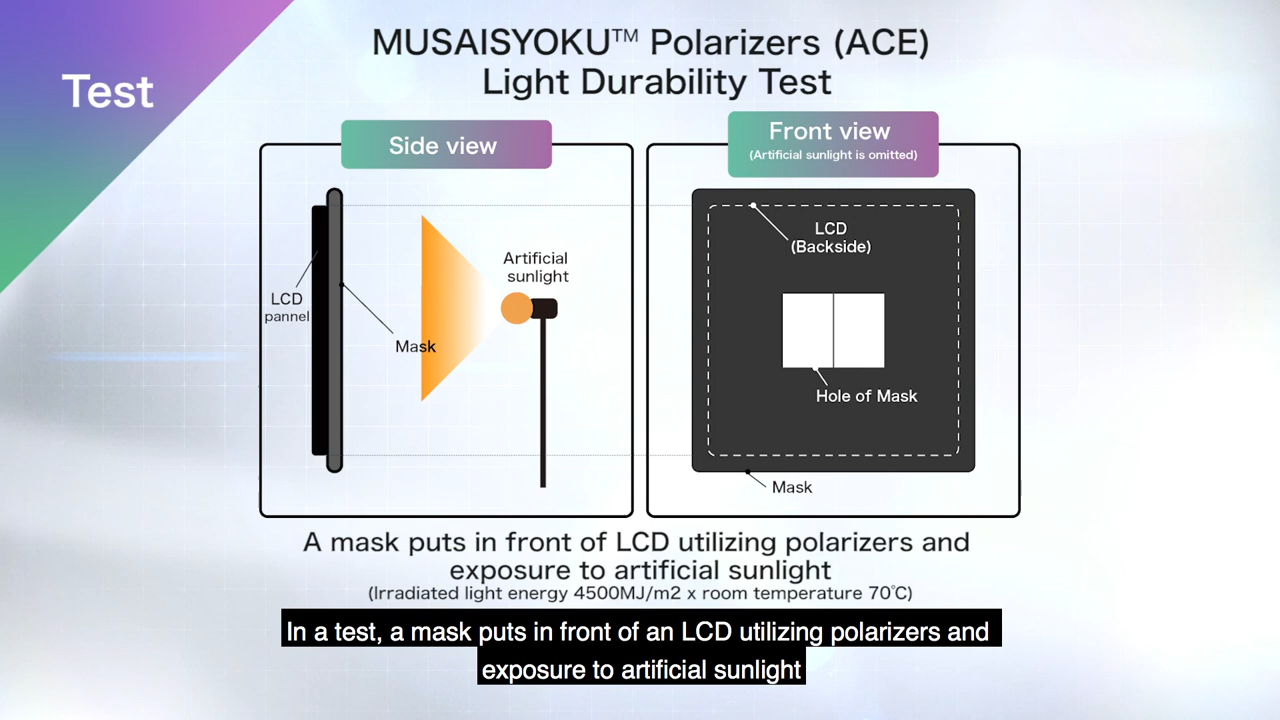 Test
MUSAISYOKU™ Polarizers (ACE)
Light Durability Test
Side view
LCD
pannel
Mask
Artificial
sunlight
Front view
(Artificial sunlight is omitted)
LCD
(Backside)
Hole of Mask
Mask
A mask puts in front of LCD utilizing polarizers and
exposure to artificial sunlight
(Irradiated light energy 4500MJ/m2 x room temperature 70℃)
In a test, a mask puts in front of an LCD utilizing polarizers and
exposure to artificial sunlight